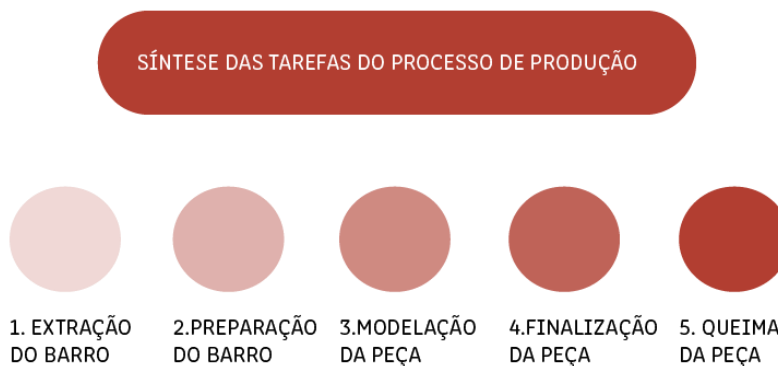 SÍNTESE DAS TAREFAS DO PROCESSO DE PRODUÇÃO
1. EXTRAÇÃO
DO BARRO
2.PREPARAÇÃO
DO BARRO
3.MODELAÇÃO
DA PEÇA
4.FINALIZAÇÃO
DA PEÇA
5. QUEIMA
DA PEÇA